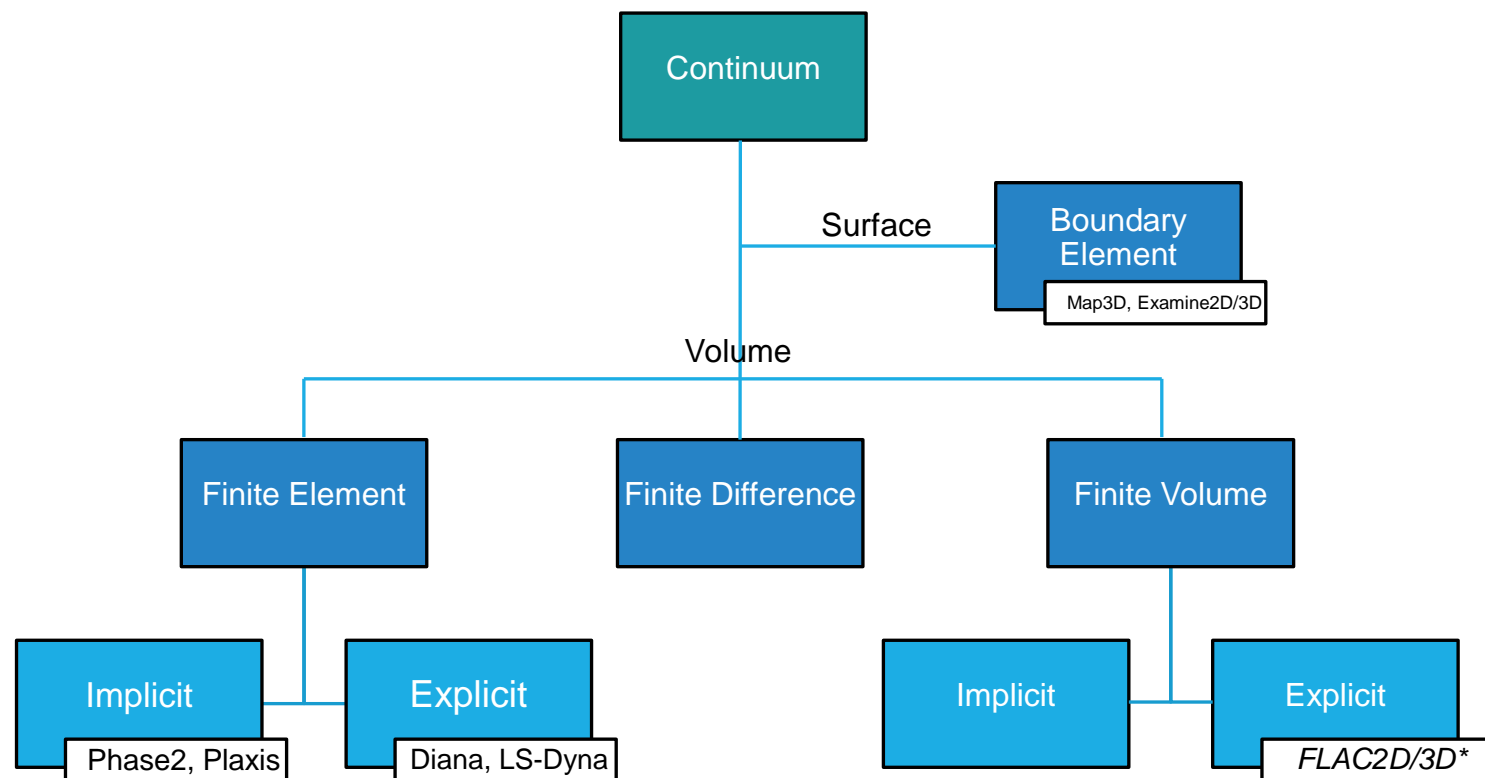 Continuum
Surface
Boundary
Element
Map3D, Examine2D/3D
Volume
Finite Element
Finite Difference
Finite Volume
Implicit
Phase2, Plaxis
Explicit
Diana, LS-Dyna
Implicit
Explicit
FLAC2D/3D*